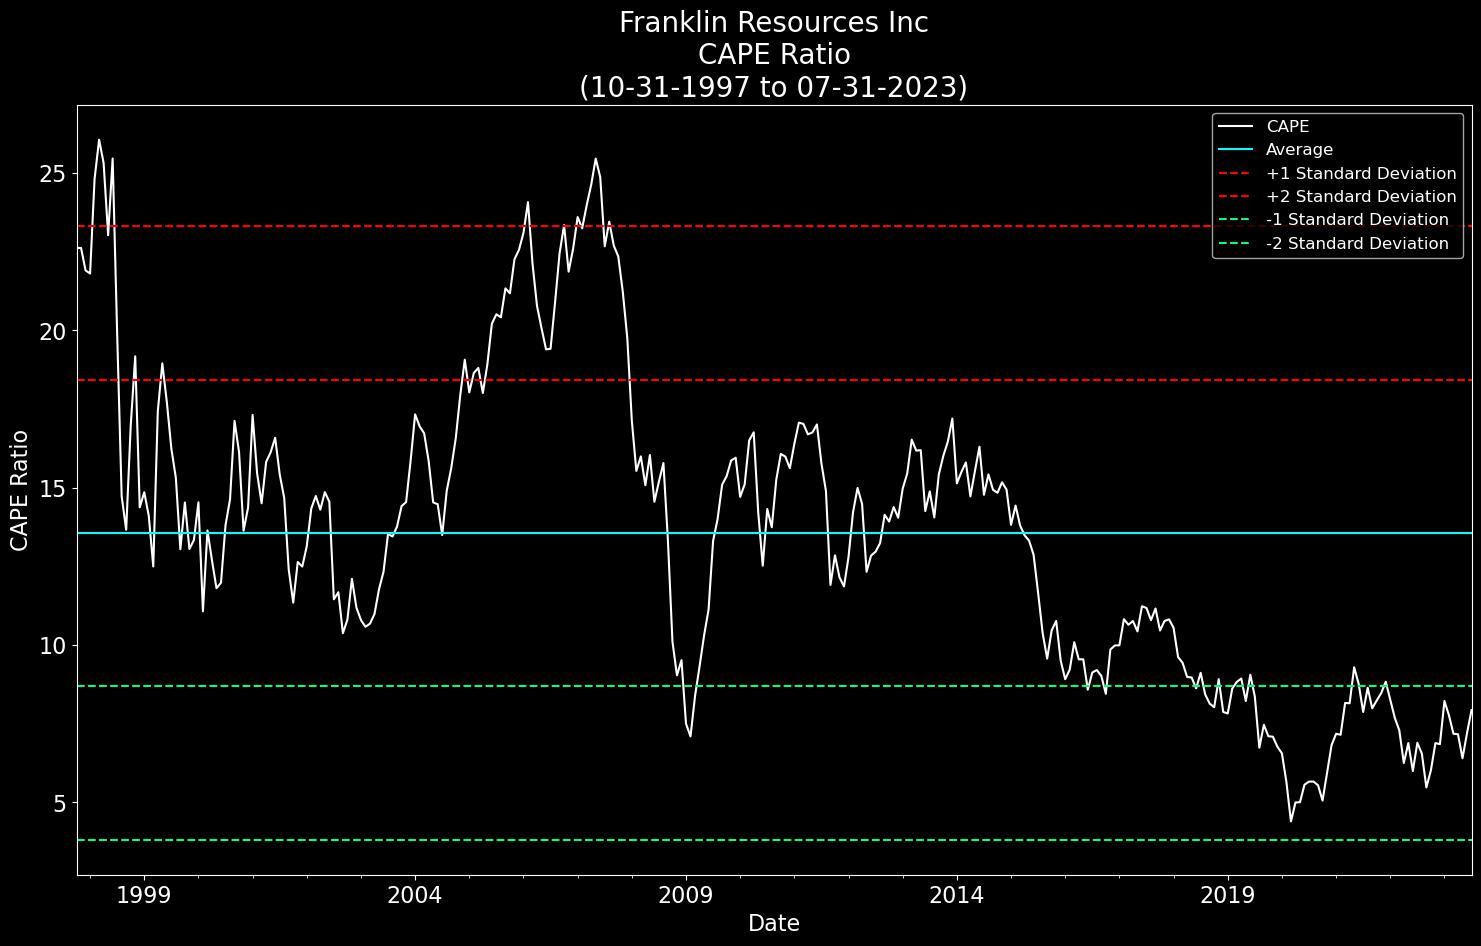 Franklin Resources Inc
CAPE Ratio
(10-31-1997 to 07-31-2023)
CAPE
Average
+1 Standard Deviation
+2 Standard Deviation
-1 Standard Deviation
-2 Standard Deviation
25
20
15
10
5
CAPE Ratio
1999
2004
2009
2014
2019
Date